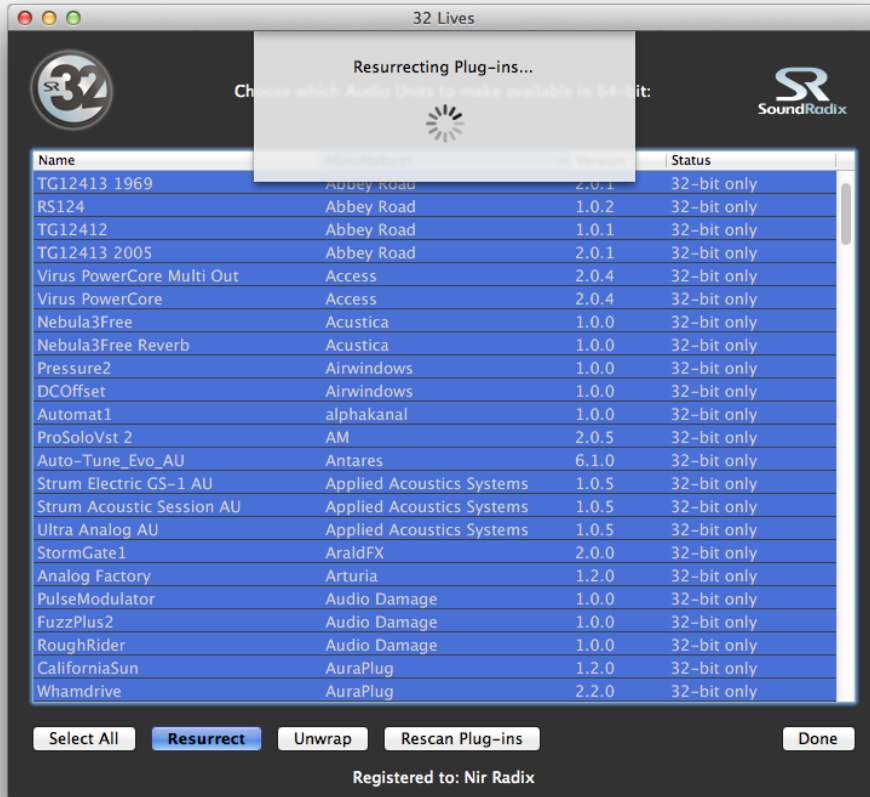 32 Lives
SR 32
Resurrecting Plug-ins...
Choose which Audio Units to make available in 64-bit:
SR
SoundRadix
Name Manufacturer Version Status
TG12413 1969 Abbey Road 2.0.1 32-bit only
RS124 Abbey Road 1.0.2 32-bit only
TG12412 Abbey Road 1.0.1 32-bit only
TG12413 2005 Abbey Road 2.0.1 32-bit only
Virus PowerCore Multi Out Access 2.0.4 32-bit only
Virus PowerCore Access 2.0.4 32-bit only
Nebula3Free Acustica 1.0.0 32-bit only
Nebula3Free Reverb Acustica 1.0.0 32-bit only
Pressure2 Airwindows 1.0.0 32-bit only
DCOffset Airwindows 1.0.0 32-bit only
Automat1 alphakanal 1.0.0 32-bit only
ProSoloVst 2 AM 2.0.5 32-bit only
Auto-Tune_Evo_AU Antares 6.1.0 32-bit only
Strum Electric GS-1 AU Applied Acoustics Systems 1.0.5 32-bit only
Strum Acoustic Session AU Applied Acoustics Systems 1.0.5 32-bit only
Ultra Analog AU Applied Acoustics Systems 1.0.5 32-bit only
StormGate1 AraldFX 2.0.0 32-bit only
Analog Factory Arturia 1.2.0 32-bit only
PulseModulator Audio Damage 1.0.0 32-bit only
FuzzPlus2 Audio Damage 1.0.0 32-bit only
RoughRider Audio Damage 1.0.0 32-bit only
CaliforniaSun AuraPlug 1.2.0 32-bit only
Whamdrive AuraPlug 2.2.0 32-bit only
Select All Resurrect Unwrap Rescan Plug-ins Done
Registered to: Nir Radix